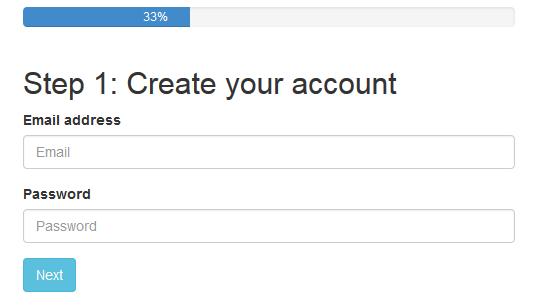 33%
Step 1: Create your account
Email address
Email
Password
Password
Next